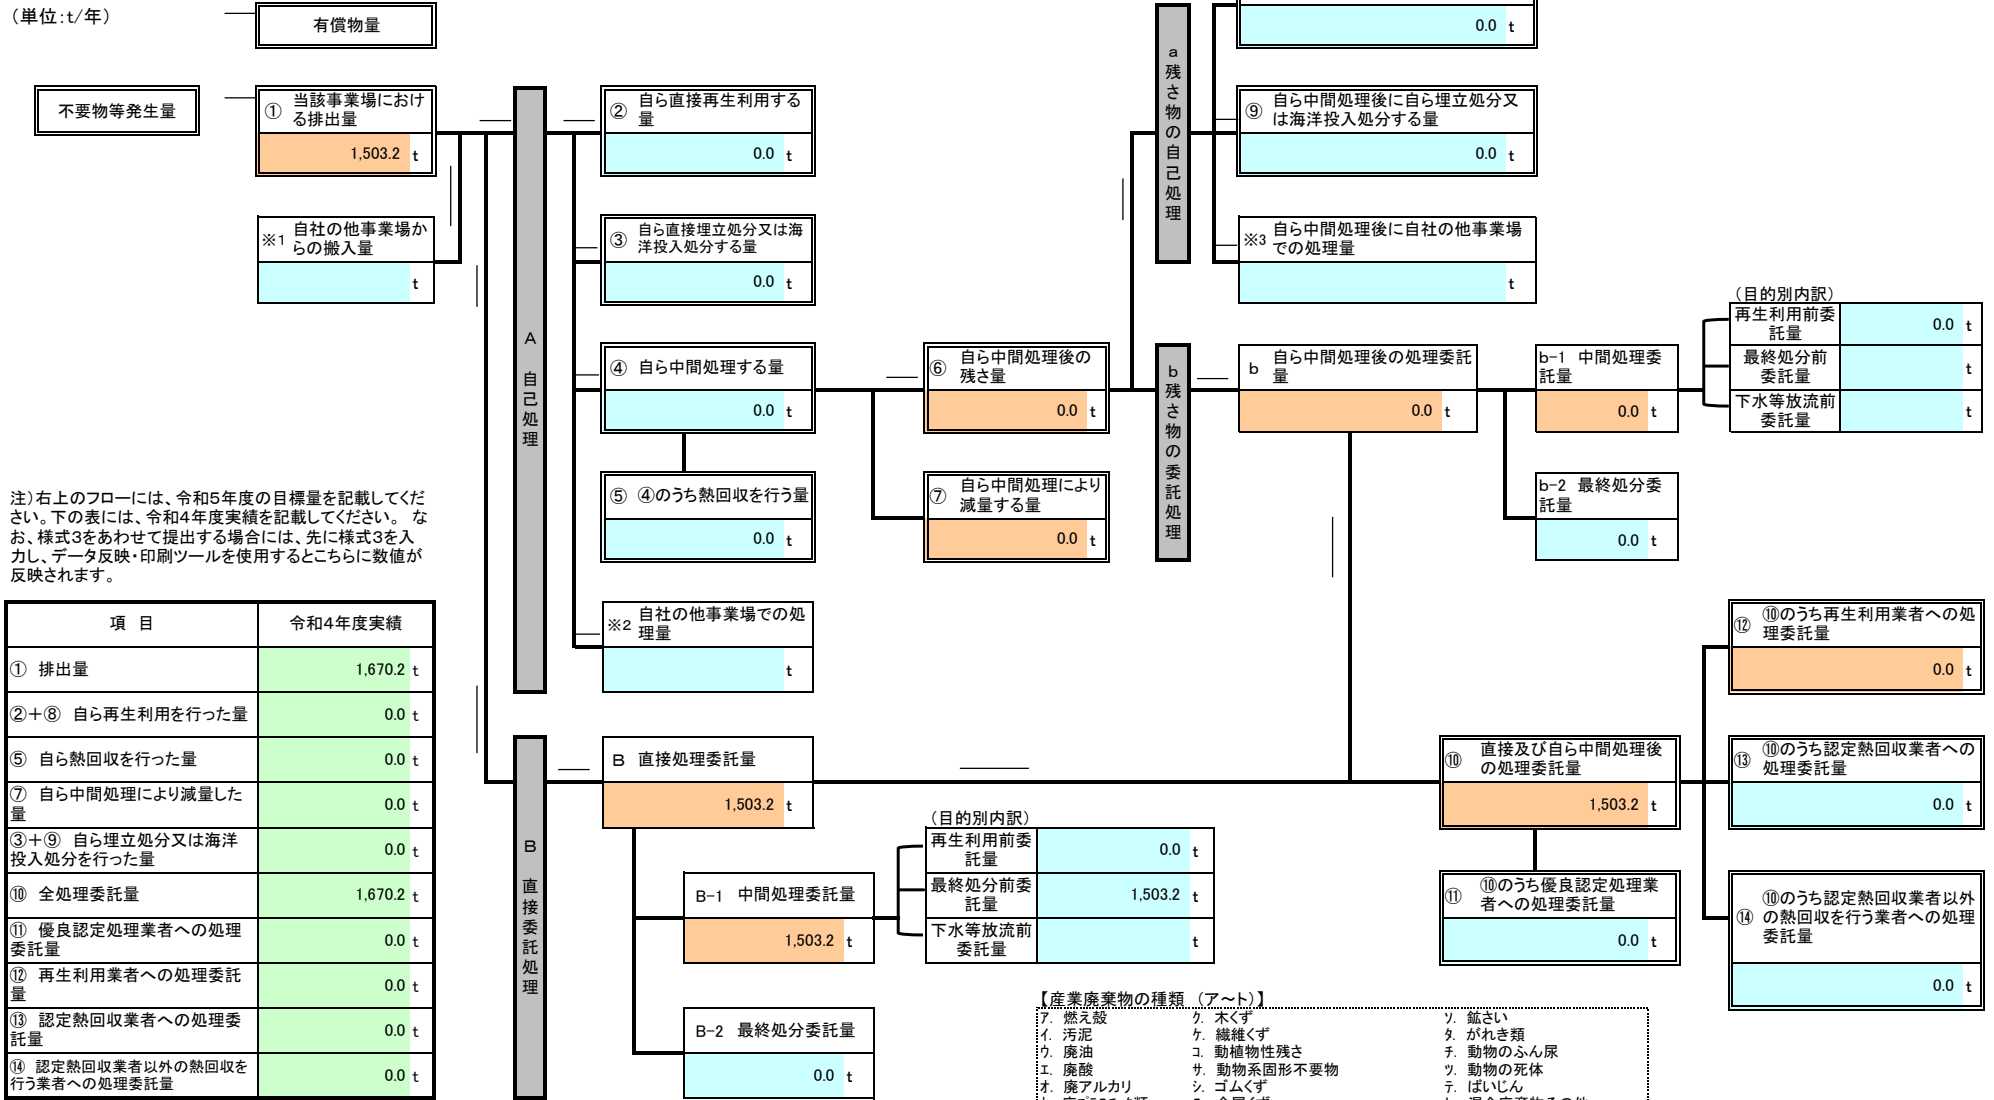 （単位：t/年）
有償物量
0.0 t
不要物等発生量
① 当該事業場におけ
る排出量
1,503.2 t
※1 自社の他事業場か
らの搬入量
t
A 自己処理
② 自ら直接再生利用する
量
0.0 t
③ 自ら直接埋立処分又は海
洋投入処分する量
0.0 t
④ 自ら中間処理する量
0.0 t
⑤ ④のうち熱回収を行う量
0.0 t
※2 自社の他事業場での処
理量
t
⑥ 自ら中間処理後の
残さ量
0.0 t
⑦ 自ら中間処理により
減量する量
0.0 t
a 残さ物の自己処理
⑨ 自ら中間処理後に自ら埋立処分又
は海洋投入処分する量
0.0 t
※3 自ら中間処理後に自社の他事業場
での処理量
t
b 残さ物の委託処理
b 自ら中間処理後の処理委託
量
0.0 t
b-1 中間処理委
託量
0.0 t
b-2 最終処分委
託量
0.0 t
（目的別内訳）
再生利用前委
託量
0.0 t
最終処分前
委託量
t
下水等放流前
委託量
t
注）右上のフローには、令和５年度の目標量を記載してくだ
さい。下の表には、令和４年度実績を記載してください。 な
お、様式３をあわせて提出する場合には、先に様式３を入
力し、データ反映・印刷ツールを使用するとこちらに数値が
反映されます。
項 目 令和４年度実績
① 排出量 1,670.2 t
②＋⑧ 自ら再生利用を行った量 0.0 t
⑤ 自ら熱回収を行った量 0.0 t
⑦ 自ら中間処理により減量した
量 0.0 t
③＋⑨ 自ら埋立処分又は海洋
投入処分を行った量 0.0 t
⑩ 全処理委託量 1,670.2 t
⑪ 優良認定処理業者への処理
委託量 0.0 t
⑫ 再生利用業者への処理委託
量 0.0 t
⑬ 認定熱回収業者への処理委
託量 0.0 t
⑭ 認定熱回収業者以外の熱回収を
行う業者への処理委託量 0.0 t
B 直接委託処理
B 直接処理委託量
1,503.2 t
B-1 中間処理委託量
1,503.2 t
B-2 最終処分委託量
0.0 t
（目的別内訳）
再生利用前委
託量
0.0 t
最終処分前委
託量
1,503.2 t
下水等放流前
委託量
t
⑩ 直接及び自ら中間処理後
の処理委託量
1,503.2 t
⑪ ⑩のうち優良認定処理業
者への処理委託量
0.0 t
⑫ ⑩のうち再生利用業者への処
理委託量
0.0 t
⑬ ⑩のうち認定熱回収業者への
処理委託量
0.0 t
⑭ ⑩のうち認定熱回収業者以外
の熱回収を行う業者への処理
委託量
0.0 t
【産業廃棄物の種類 （ア～ト）】
ｱ. 燃え殻 ｸ. 木くず ｿ. 鉱さい
ｲ. 汚泥 ｹ. 繊維くず ﾀ. がれき類
ｳ. 廃油 ｺ. 動植物性残さ ﾁ. 動物のふん尿
ｴ. 廃酸 ｻ. 動物系固形不要物 ﾂ. 動物の死体
ｵ. 廃アルカリ ｼ. ゴムくず ﾃ. ばいじん